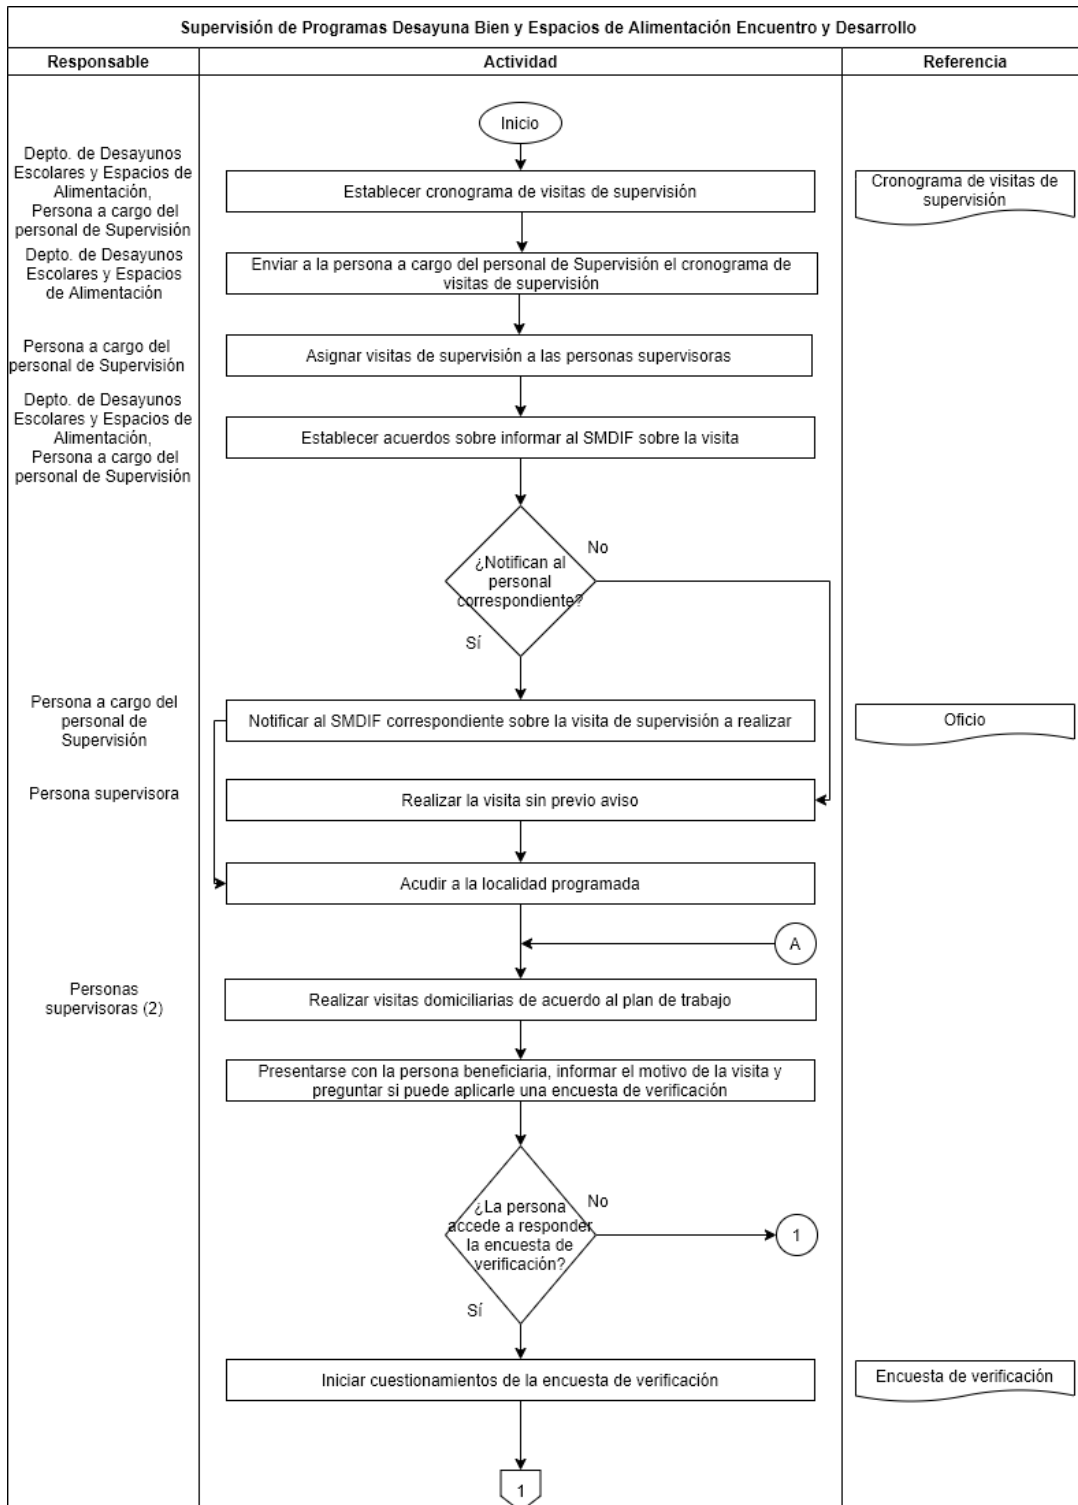 Supervisión de Programas Desayuna Bien y Espacios de Alimentación Encuentro y Desarrollo
Responsable
Actividad
Referencia
Inicio
Depto. de Desayunos
Escolares y Espacios de
Alimentación,
Persona a cargo del
personal de Supervisión
Establecer cronograma de visitas de supervisión
Cronograma de visitas de
supervisión
Depto. de Desayunos
Escolares y Espacios
de Alimentación
Enviar a la persona a cargo del personal de Supervisión el cronograma de
visitas de supervisión
Persona a cargo del
personal de Supervisión
Asignar visitas de supervisión a las personas supervisoras
Depto. de Desayunos
Escolares y Espacios de
Alimentación,
Persona a cargo del
personal de Supervisión
Establecer acuerdos sobre informar al SMDIF sobre la visita
¿Notifican al
personal
correspondiente?
No
Sí
Persona a cargo del
personal de
Supervisión
Notificar al SMDIF correspondiente sobre la visita de supervisión a realizar
Oficio
Persona supervisora
Realizar la visita sin previo aviso
Acudir a la localidad programada
A
Personas
supervisoras (2)
Realizar visitas domiciliarias de acuerdo al plan de trabajo
Presentarse con la persona beneficiaria, informar el motivo de la visita y
preguntar si puede aplicarle una encuesta de verificación
¿La persona
accede a responder
la encuesta de
verificación?
No
1
Sí
Iniciar cuestionamientos de la encuesta de verificación
Encuesta de verificación
1